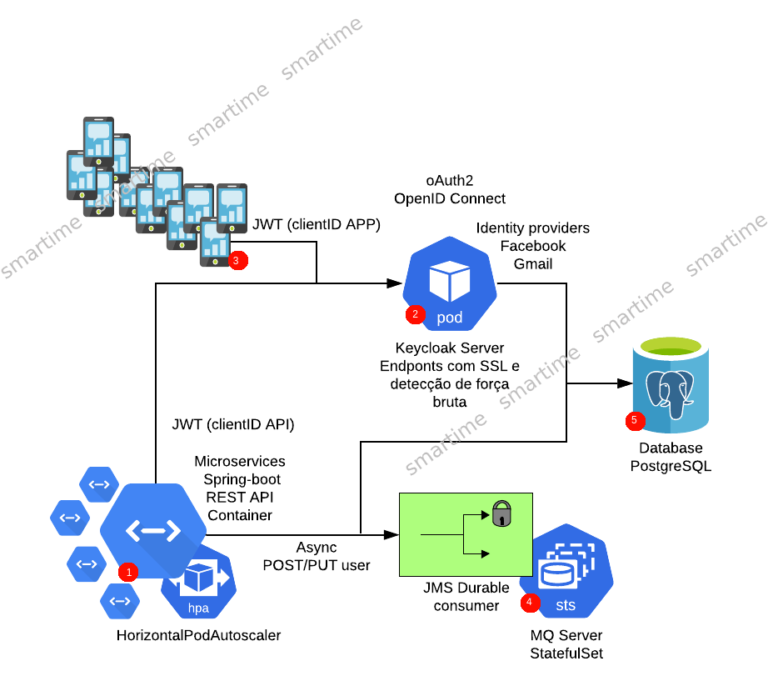 smartime smartime smartime smartime
oAuth2
OpenID Connect
JWT (clientID APP)
3
Identity providers
Facebook
Gmail
2
pod
Keycloak Server
Endponts com SSL e
detecção de força
bruta
smartime smartime smartime smartime
5
Database
PostgreSQL
JWT (clientID API)
Microservices
Spring-boot
REST API
Container
1
hpa
HorizontalPodAutoscaler
Async
POST/PUT user
JMS Durable
consumer
4
sts
MQ Server
StatefulSet